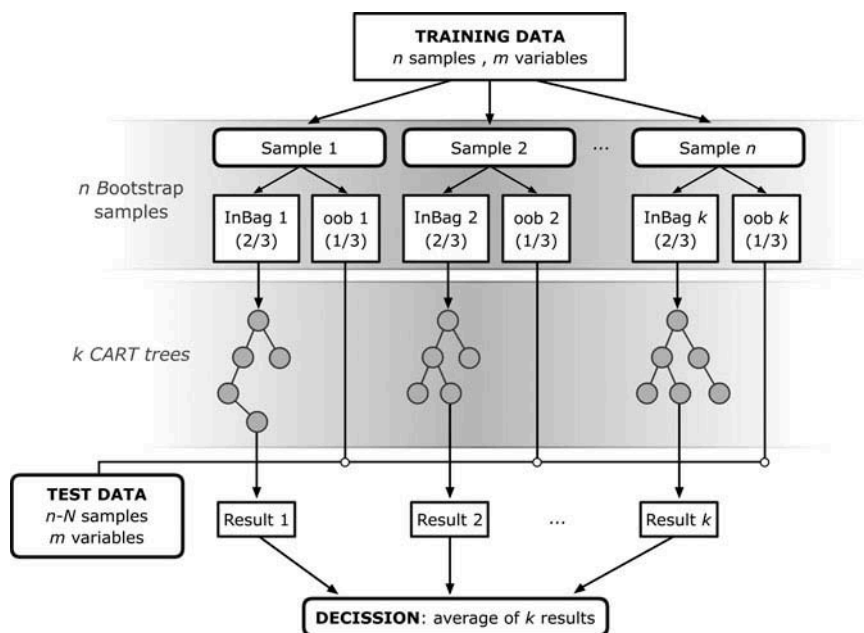 TRAINING DATA
n samples , m variables
Sample 1
Sample 2
...
Sample n
n Bootstrap
samples
InBag 1
(2/3)
oob 1
(1/3)
InBag 2
(2/3)
oob 2
(1/3)
InBag k
(2/3)
oob k
(1/3)
k CART trees
TEST DATA
n-N samples
m variables
Result 1
Result 2
...
Result k
DECISSION: average of k results